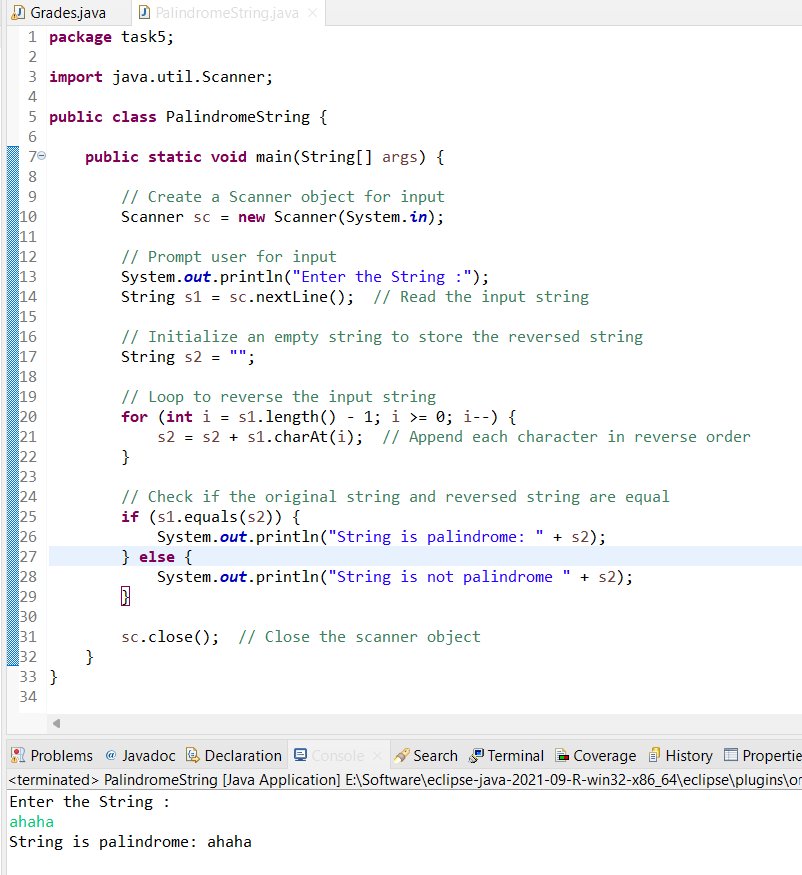 Grades.java PalindromeString.java
1 package task5;
2
3 import java.util.Scanner;
4
5 public class PalindromeString {
6
7 public static void main(String[] args) {
8
9 // Create a Scanner object for input
10 Scanner sc = new Scanner(System.in);
11
12 // Prompt user for input
13 System.out.println("Enter the String :");
14 String s1 = sc.nextLine();  // Read the input string
15
16 // Initialize an empty string to store the reversed string
17 String s2 = "";
18
19 // Loop to reverse the input string
20 for (int i = s1.length() - 1; i >= 0; i--) {
21 s2 = s2 + s1.charAt(i);  // Append each character in reverse order
22 }
23
24 // Check if the original string and reversed string are equal
25 if (s1.equals(s2)) {
26 System.out.println("String is palindrome: " + s2);
27 } else {
28 System.out.println("String is not palindrome " + s2);
29 }
30
31 sc.close();  // Close the scanner object
32 }
33 }
34
Problems @ Javadoc Declaration Console Search Terminal Coverage History Propertie
<terminated> PalindromeString [Java Application] E:\Software\eclipse-java-2021-09-R-win32-x86_64\eclipse\plugins\or
Enter the String :
ahaha
String is palindrome: ahaha